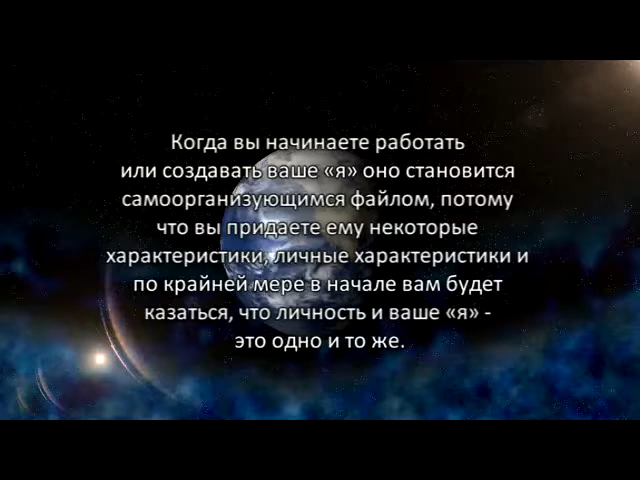 Когда вы начинаете работать
или создавать ваше «я» оно становится
самоорганизующимся файлом, потому
что вы придаете ему некоторые
характеристики, личные характеристики и
по крайней мере в начале вам будет
казаться, что личность и ваше «я» -
это одно и то же.